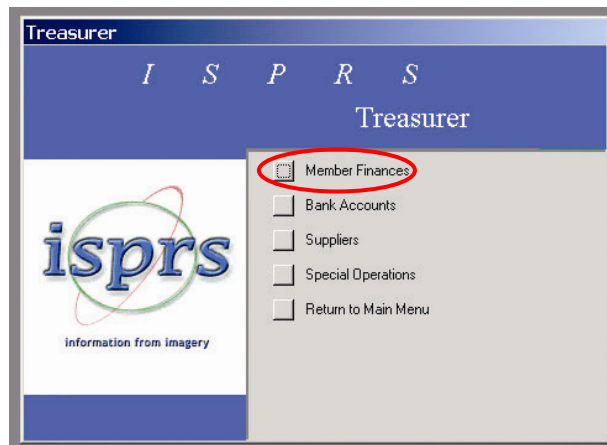 Treasurer
I S P R S
Treasurer
Member Finances
Bank Accounts
Suppliers
Special Operations
Return to Main Menu
isprs
information from imagery